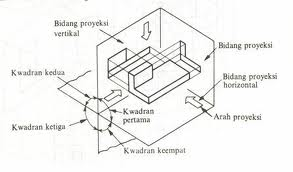 Bidang proyeksi
vertikal
Bidang proyeksi
Kwadran kedua
Bidang proyeksi
horizontal
Kwadran
pertama
Arah proyeksi
Kwadran ketiga
Kwadran keempat